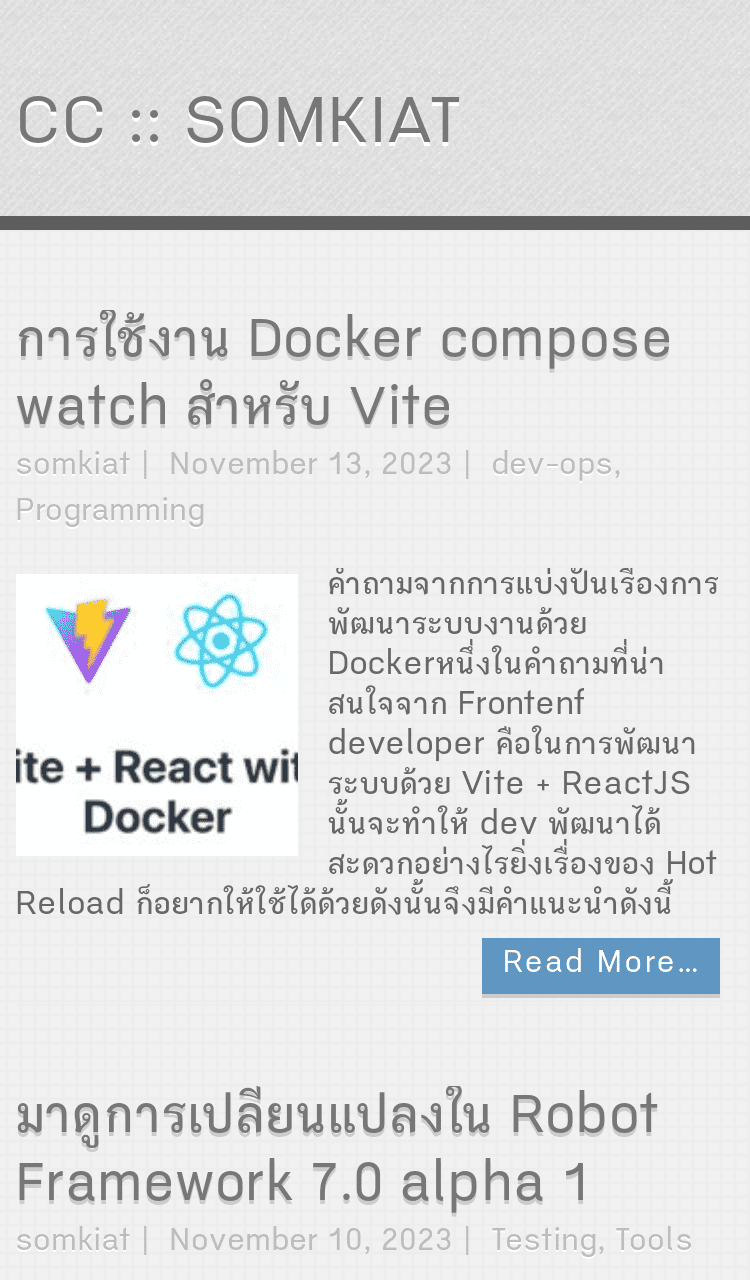 CC :: SOMKIAT
การใช้งาน Docker compose
watch สำหรับ Vite
somkiat | November 13, 2023 | dev-ops,
Programming
คำถามจากการแบ่งปันเรื่องการ
พัฒนาระบบงานด้วย
Dockerหนึ่งในคำถามที่น่า
สนใจจาก Frontenf
developer คือในการพัฒนา
ระบบด้วย Vite + ReactJS
นั้นจะทำให้ dev พัฒนาได้
สะดวกอย่างไรยิ่งเรื่องของ Hot
Reload ก็อยากให้ใช้ได้ด้วยดังนั้นจึงมีคำแนะนำดังนี้
ite + React wit
Docker
Read More…
มาดูการเปลี่ยนแปลงใน Robot
Framework 7.0 alpha 1
somkiat | November 10, 2023 | Testing, Tools